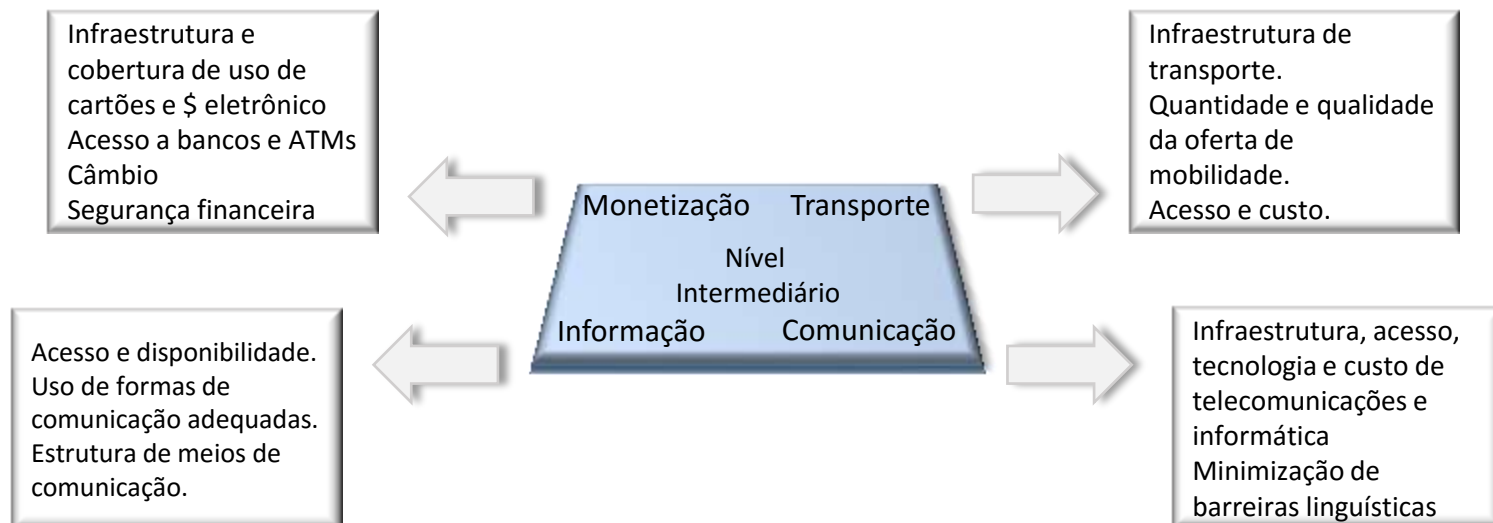 Infraestrutura e
cobertura de uso de
cartões e $ eletrônico
Acesso a bancos e ATMs
Câmbio
Segurança financeira
Infraestrutura de
transporte.
Quantidade e qualidade
da oferta de
mobilidade.
Acesso e custo.
Monetização Transporte
Nível
Intermediário
Informação Comunicação
Acesso e disponibilidade.
Uso de formas de
comunicação adequadas.
Estrutura de meios de
comunicação.
Infraestrutura, acesso,
tecnologia e custo de
telecomunicações e
informática
Minimização de
barreiras linguísticas